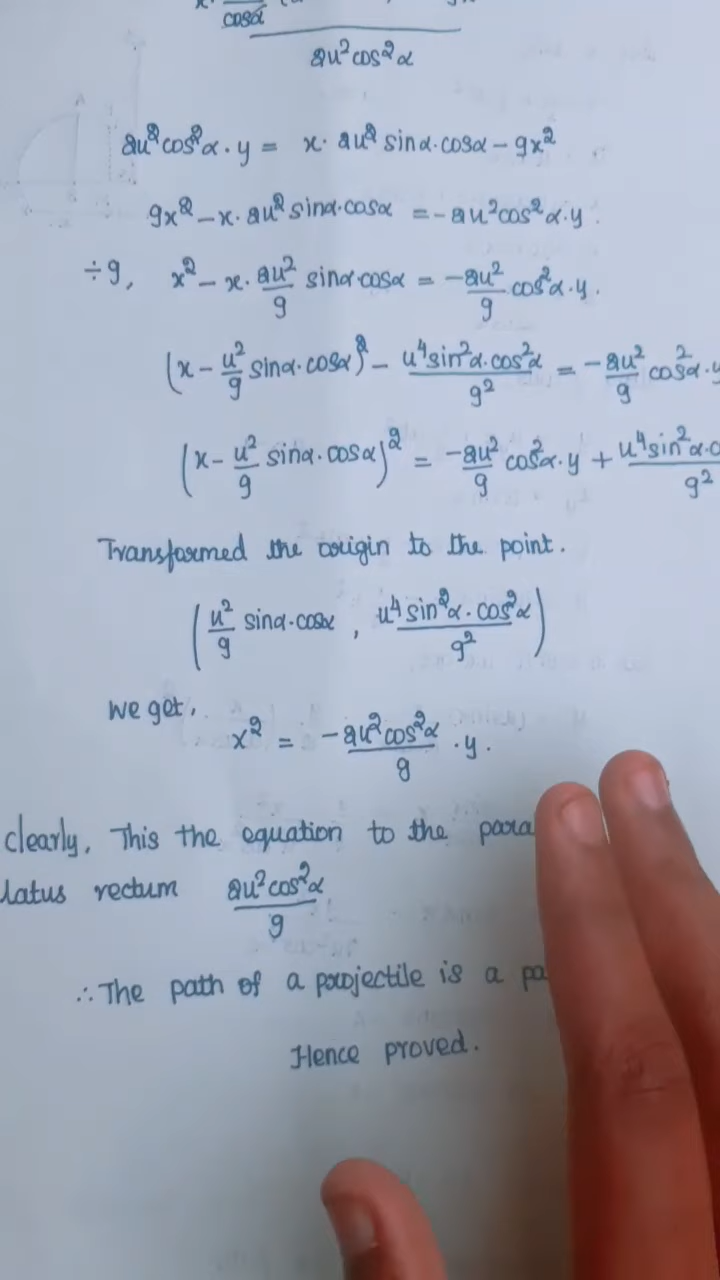 cosα
2u²cos²α
2u²cos²α·y = x· 2u² sinα·cosα − gx²
gx² − x· 2u² sinα·cosα = −2u²cos²α·y.
÷g, x² − x· 2u²/g sinα·cosα = −2u²/g cos²α·y.
(x − u²/g sinα·cosα)² − u⁴sin²α·cos²α/g² = −2u²/g cos²α·y
(x − u²/g sinα·cosα)² = −2u²/g cos²α·y + u⁴sin²α·c/g²
Transformed the origin to the point.
(u²/g sinα·cosα , u⁴sin²α·cos²α/g²)
we get,
x² = −2u²cos²α/g ·y.
clearly, This the equation to the para
latus rectum 2u²cos²α/g
∴ The path of a projectile is a pa
Hence proved.